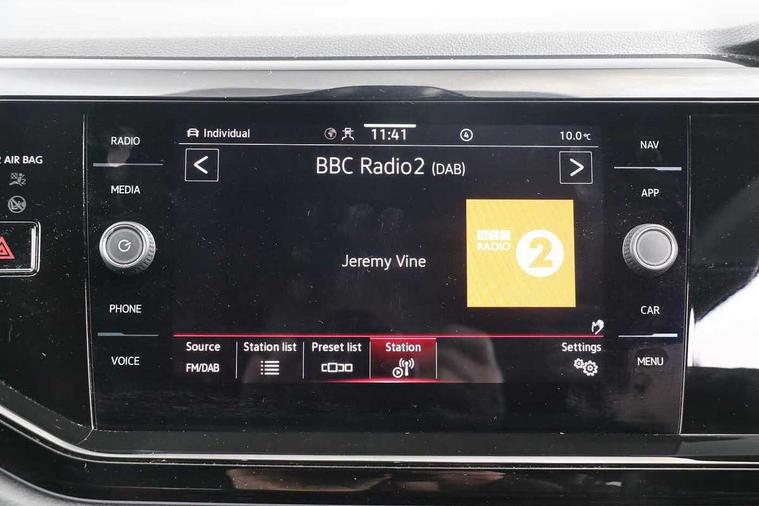 Individual
11:41
4
10.0°C
BBC Radio2 (DAB)
Jeremy Vine
BBC
RADIO 2
Source
FM/DAB
Station list
Preset list
Station
Settings
RADIO
MEDIA
PHONE
VOICE
NAV
APP
CAR
MENU
AIR BAG